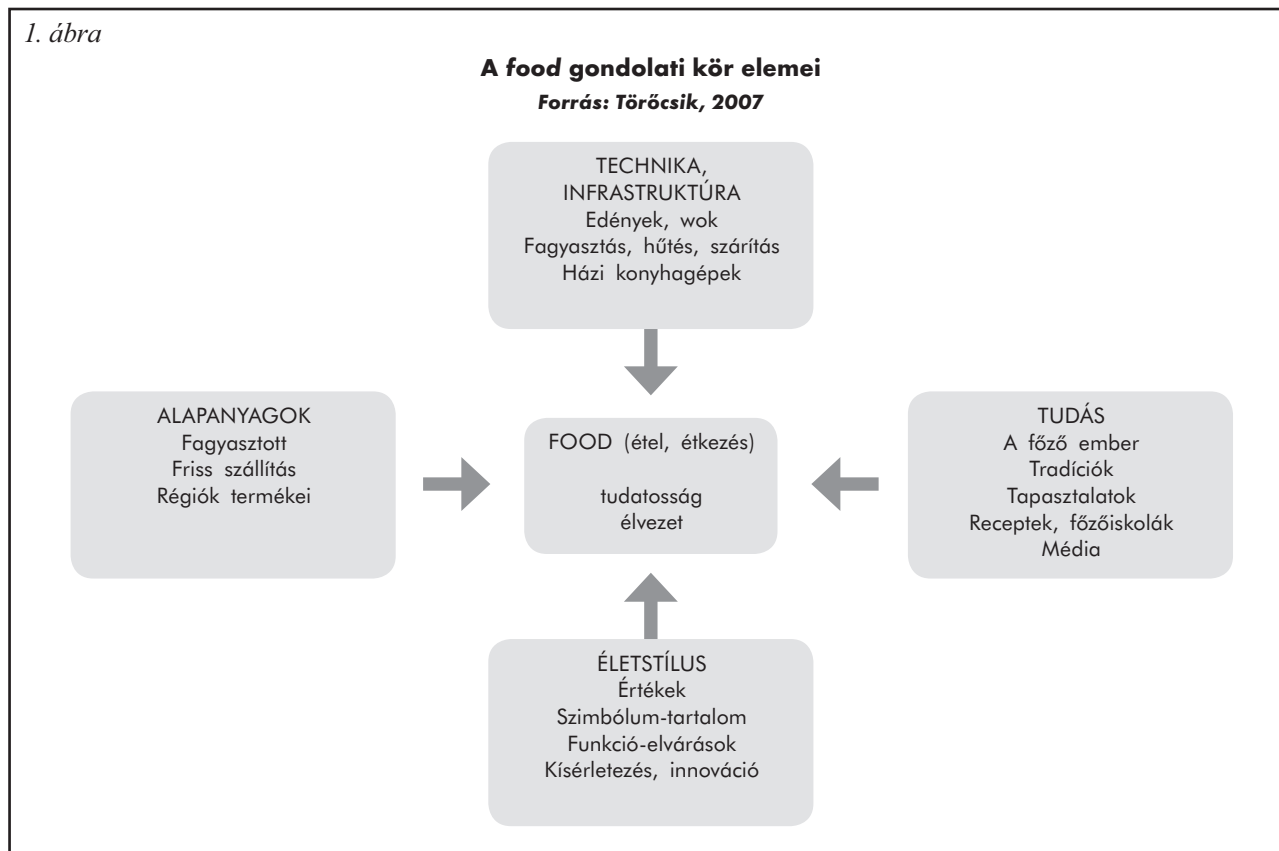 1. ábra
A food gondolati kör elemei
Forrás: Törőcsik, 2007
TECHNIKA,
INFRASTRUKTÚRA
Edények, wok
Fagyasztás, hűtés, szárítás
Házi konyhagépek
ALAPANYAGOK
Fagyasztott
Friss szállítás
Régiók termékei
FOOD (étel, étkezés)
tudatosság
élvezet
TUDÁS
A főző ember
Tradíciók
Tapasztalatok
Receptek, főzőiskolák
Média
ÉLETSTÍLUS
Értékek
Szimbólum-tartalom
Funkció-elvárások
Kísérletezés, innováció